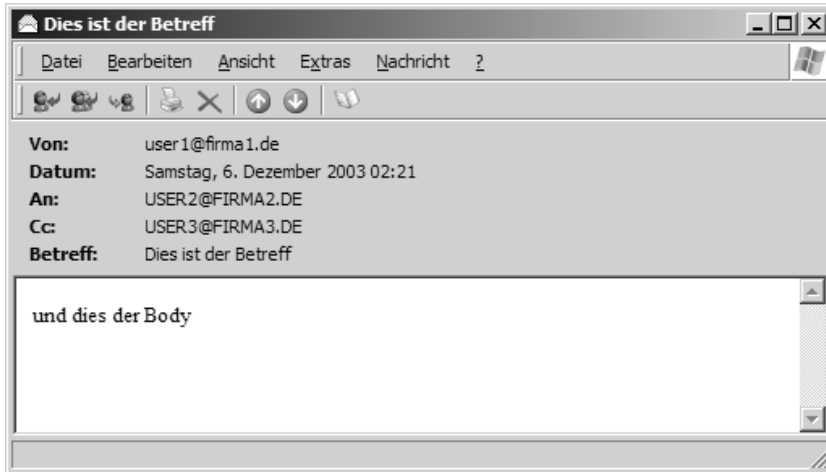 Dies ist der Betreff
Datei Bearbeiten Ansicht Extras Nachricht ?
Von: user1@firma1.de
Datum: Samstag, 6. Dezember 2003 02:21
An: USER2@FIRMA2.DE
Cc: USER3@FIRMA3.DE
Betreff: Dies ist der Betreff
und dies der Body